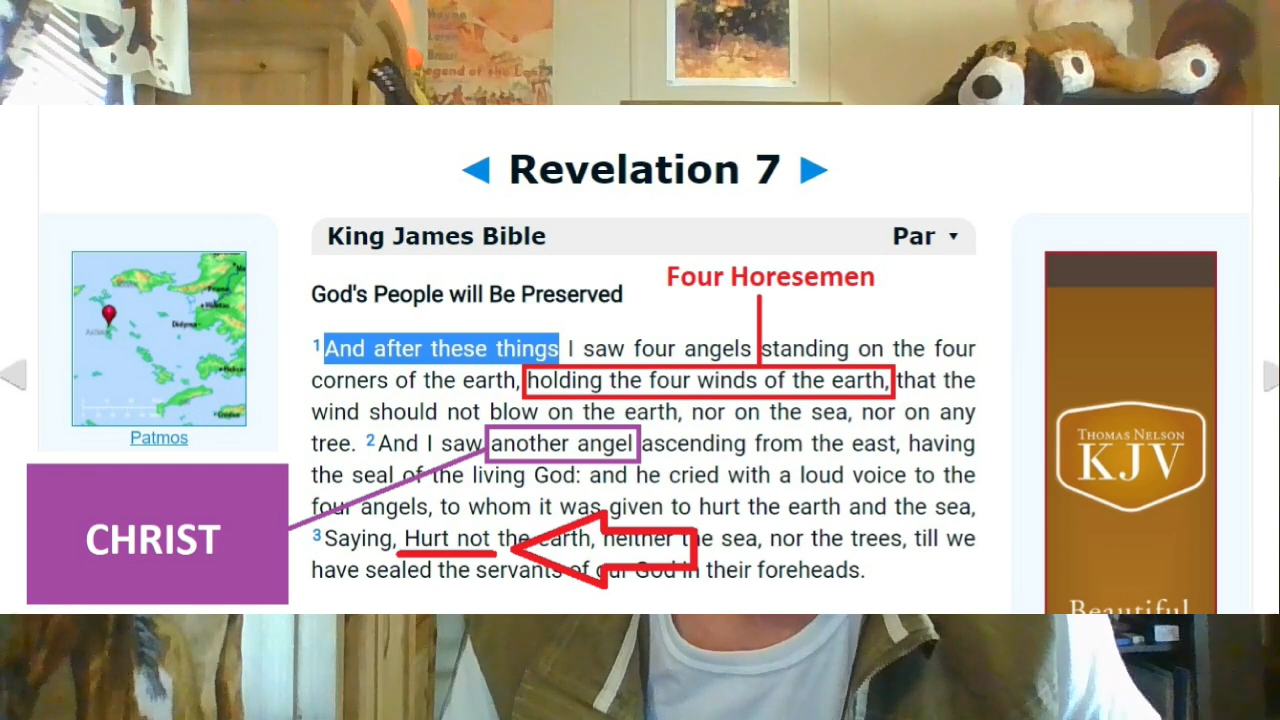 egend of the
◄ Revelation 7 ►
King James Bible
Par ▼
Four Horesemen
God's People will Be Preserved
1 And after these things I saw four angels standing on the four
corners of the earth, holding the four winds of the earth, that the
wind should not blow on the earth, nor on the sea, nor on any
tree. 2 And I saw another angel ascending from the east, having
the seal of the living God: and he cried with a loud voice to the
four angels, to whom it was given to hurt the earth and the sea,
3 Saying, Hurt not the earth, neither the sea, nor the trees, till we
have sealed the servants of our God in their foreheads.
Patmos
CHRIST
THOMAS NELSON
KJV
Beautiful